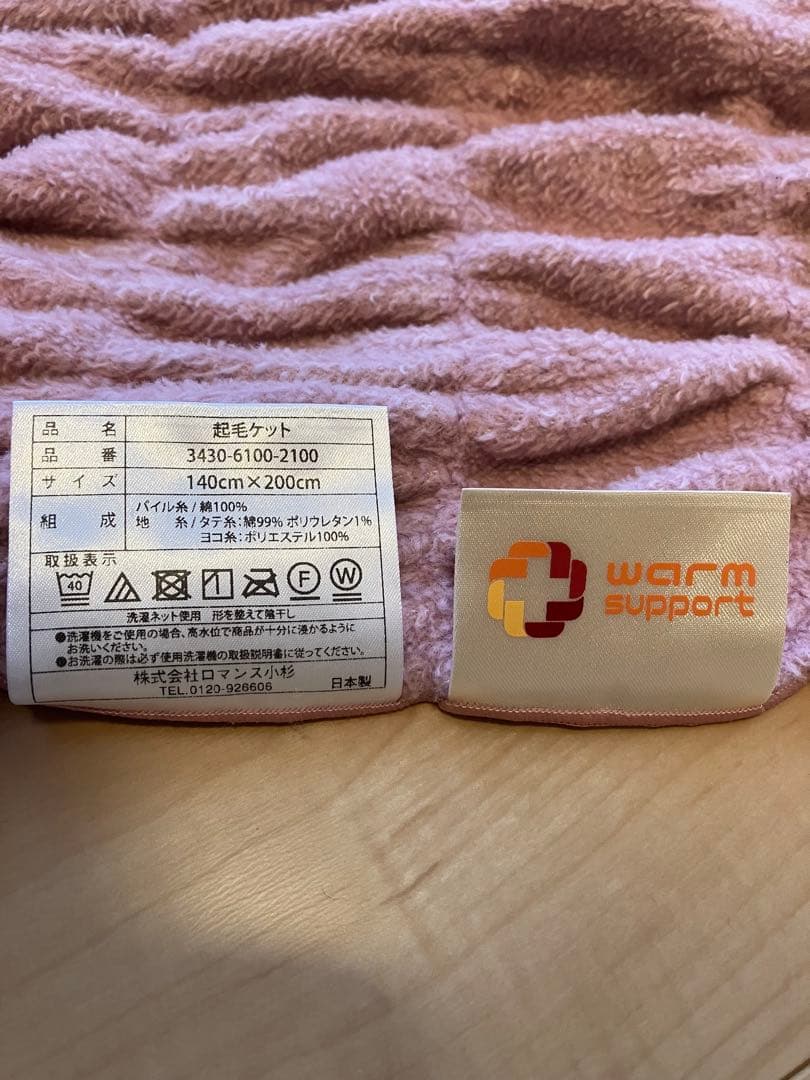 品名 起毛ケット
品番 3430-6100-2100
サイズ 140cm×200cm
組成 パイル糸/綿100%
地 糸/タテ糸:綿99% ポリウレタン1%
ヨコ糸:ポリエステル100%
取扱表示
40 F W
洗濯ネット使用 形を整えて陰干し
●洗濯機をご使用の場合、高水位で商品が十分に浸かるように
お洗いください。
●お洗濯の際は必ず使用洗濯機の取扱説明書に従ってください。
株式会社ロマンス小杉
TEL.0120-926606 日本製
warm
support